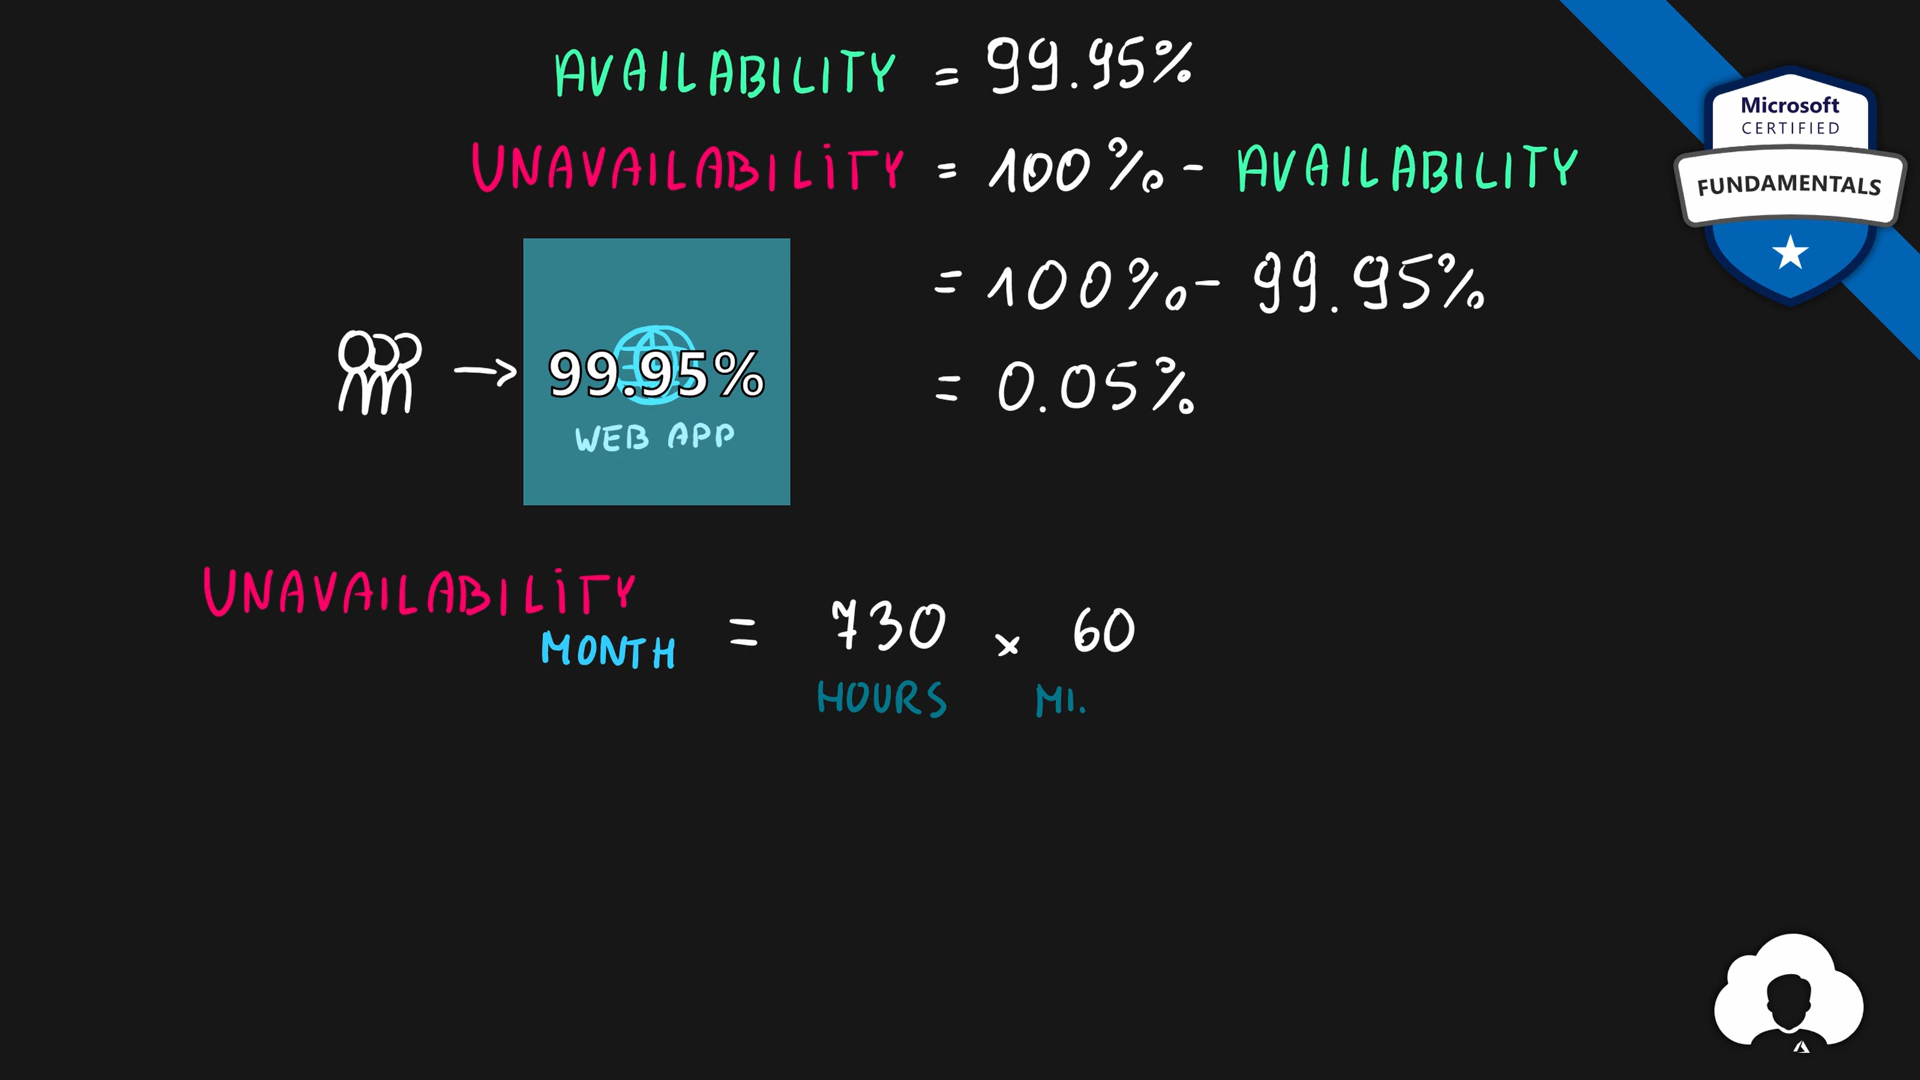 AVAILABILITY = 99.95%
UNAVAILABILITY = 100% - AVAILABILITY
= 100% - 99.95%
= 0.05%
99.95%
WEB APP
UNAVAILABILITY MONTH = 730 × 60
HOURS MI.
Microsoft
CERTIFIED
FUNDAMENTALS